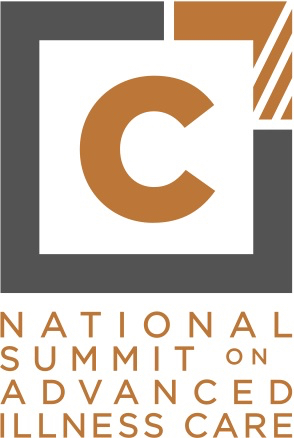 C
NATIONAL
SUMMIT ON
ADVANCED
ILLNESS CARE